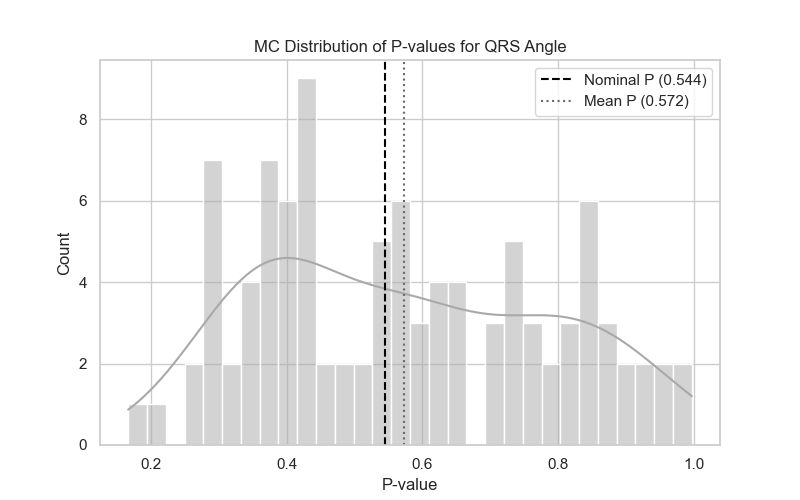 MC Distribution of P-values for QRS Angle
Nominal P (0.544)
Mean P (0.572)
8
6
4
2
0
Count
0.2 0.4 0.6 0.8 1.0
P-value